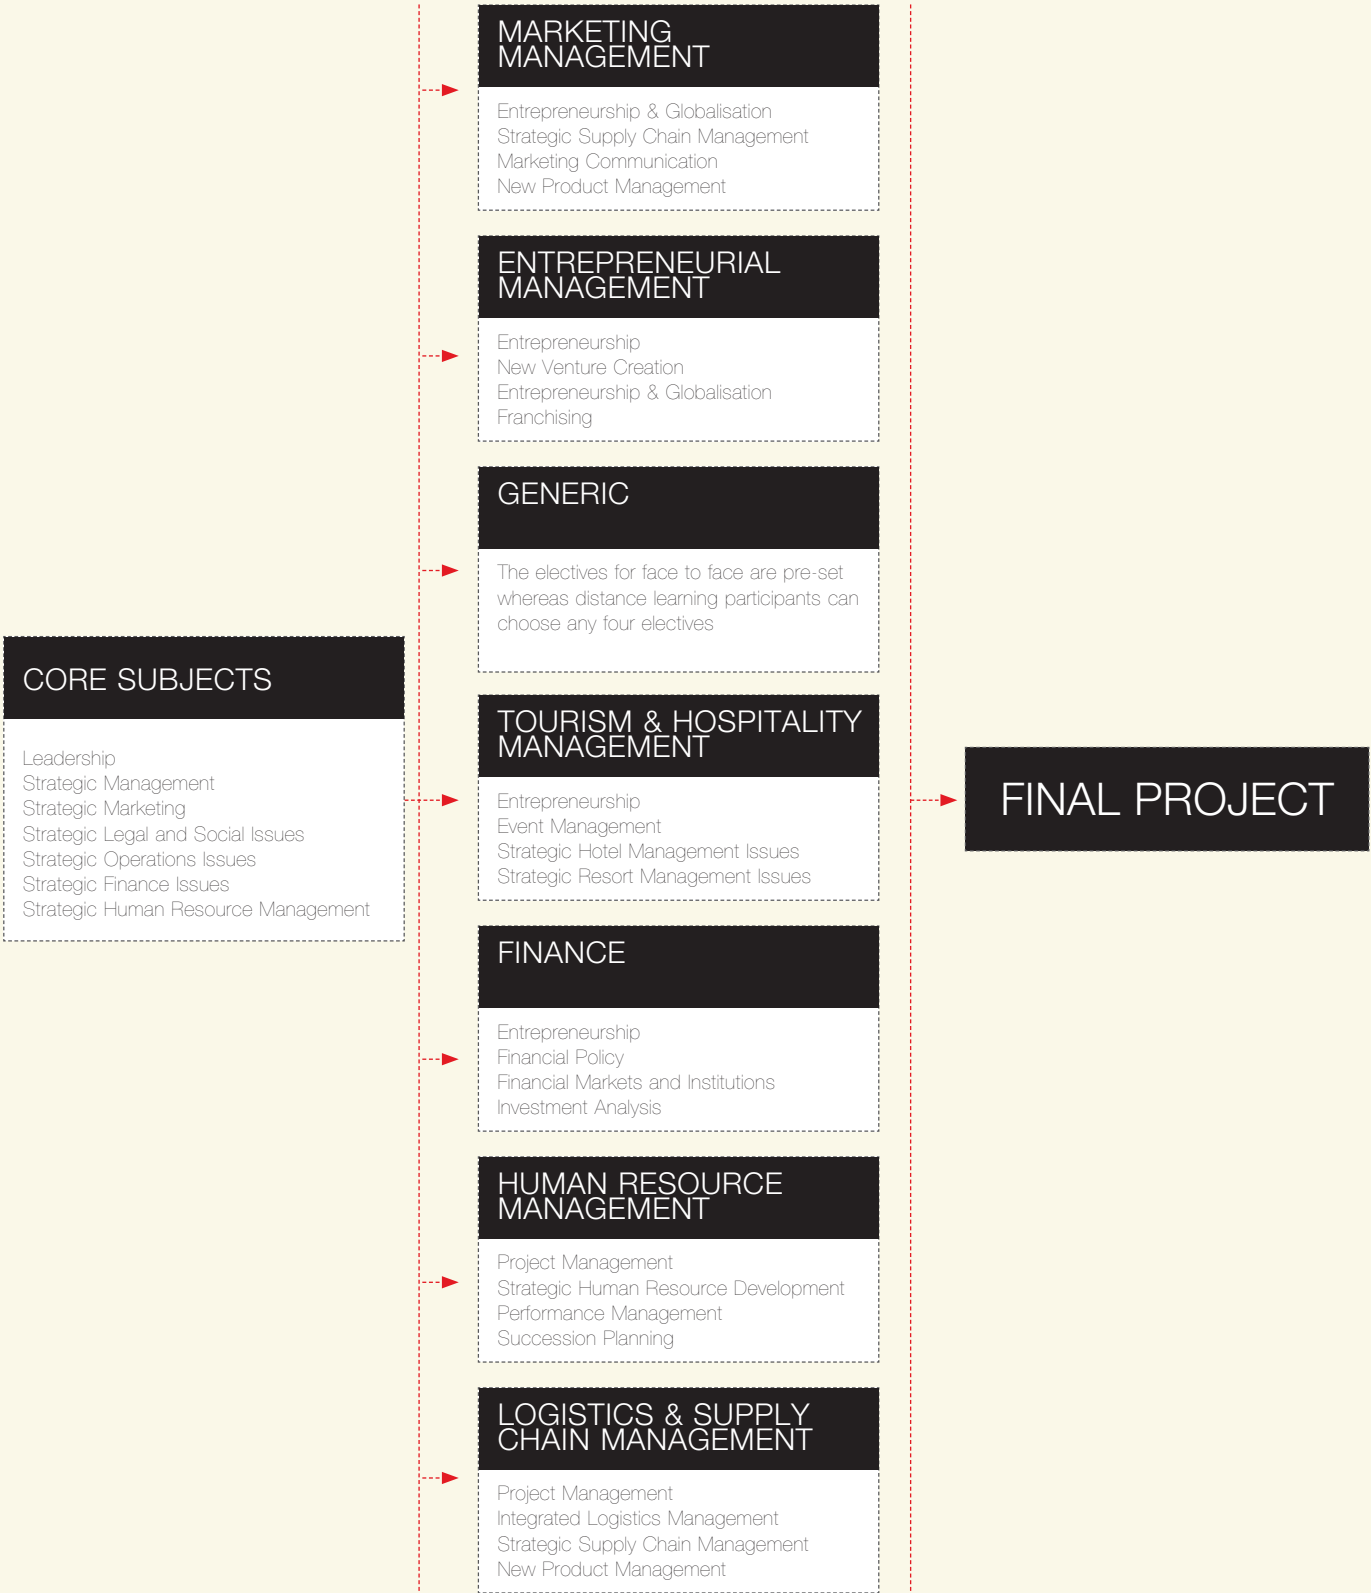 CORE SUBJECTS
Leadership
Strategic Management
Strategic Marketing
Strategic Legal and Social Issues
Strategic Operations Issues
Strategic Finance Issues
Strategic Human Resource Management
MARKETING
MANAGEMENT
Entrepreneurship & Globalisation
Strategic Supply Chain Management
Marketing Communication
New Product Management
ENTREPRENEURIAL
MANAGEMENT
Entrepreneurship
New Venture Creation
Entrepreneurship & Globalisation
Franchising
GENERIC
The electives for face to face are pre-set
whereas distance learning participants can
choose any four electives
TOURISM & HOSPITALITY
MANAGEMENT
Entrepreneurship
Event Management
Strategic Hotel Management Issues
Strategic Resort Management Issues
FINANCE
Entrepreneurship
Financial Policy
Financial Markets and Institutions
Investment Analysis
HUMAN RESOURCE
MANAGEMENT
Project Management
Strategic Human Resource Development
Performance Management
Succession Planning
LOGISTICS & SUPPLY
CHAIN MANAGEMENT
Project Management
Integrated Logistics Management
Strategic Supply Chain Management
New Product Management
FINAL PROJECT